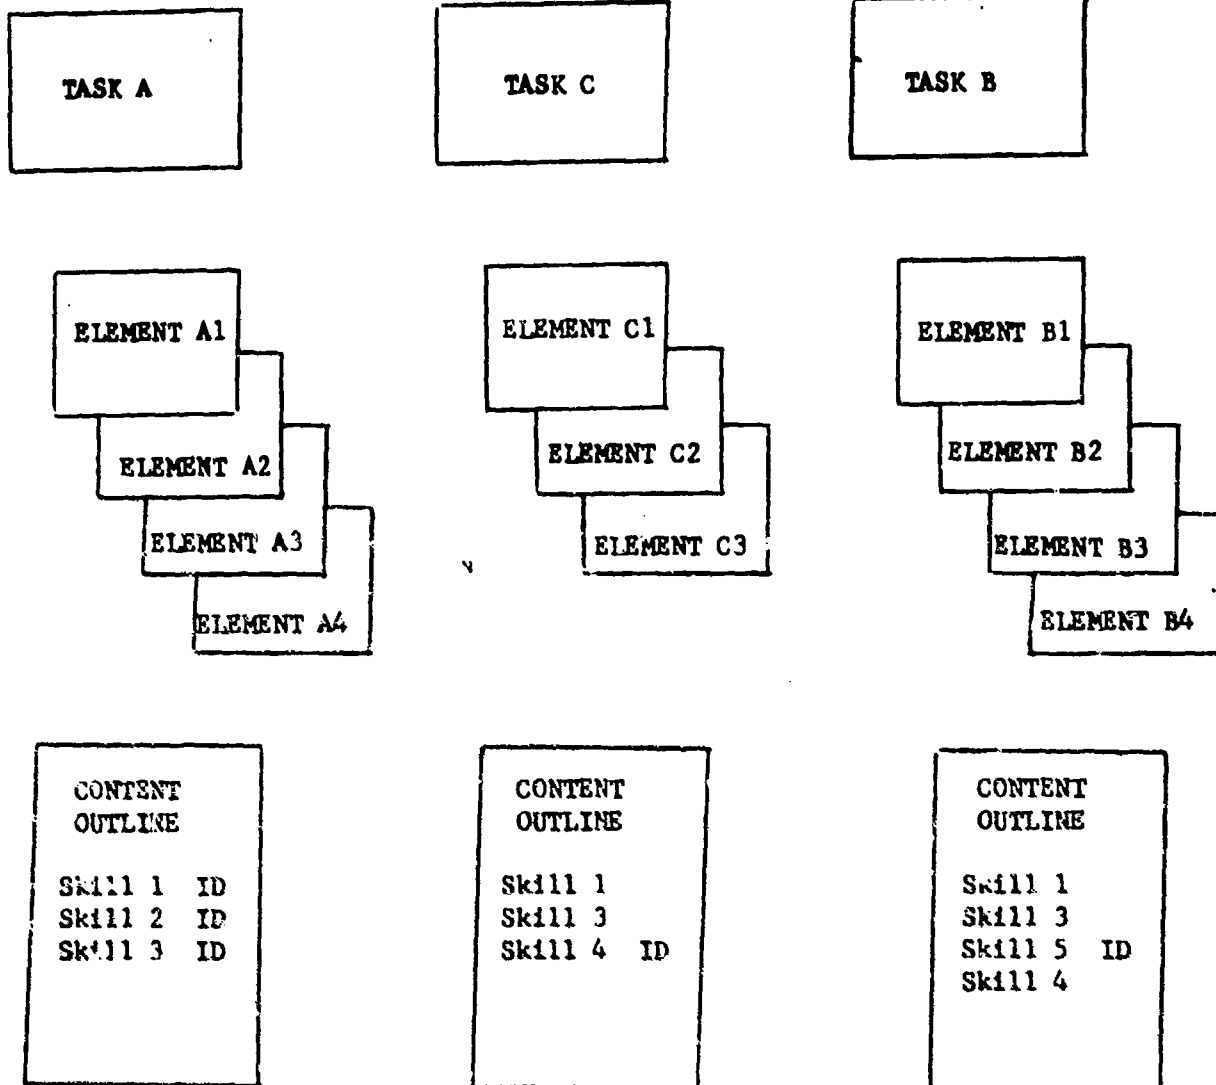 TASK A
TASK C
TASK B
ELEMENT A1
ELEMENT A2
ELEMENT A3
ELEMENT A4
ELEMENT C1
ELEMENT C2
ELEMENT C3
ELEMENT B1
ELEMENT B2
ELEMENT B3
ELEMENT B4
CONTENT
OUTLINE
Skill 1 ID
Skill 2 ID
Skill 3 ID
CONTENT
OUTLINE
Skill 1
Skill 3
Skill 4 ID
CONTENT
OUTLINE
Skill 1
Skill 3
Skill 5 ID
Skill 4